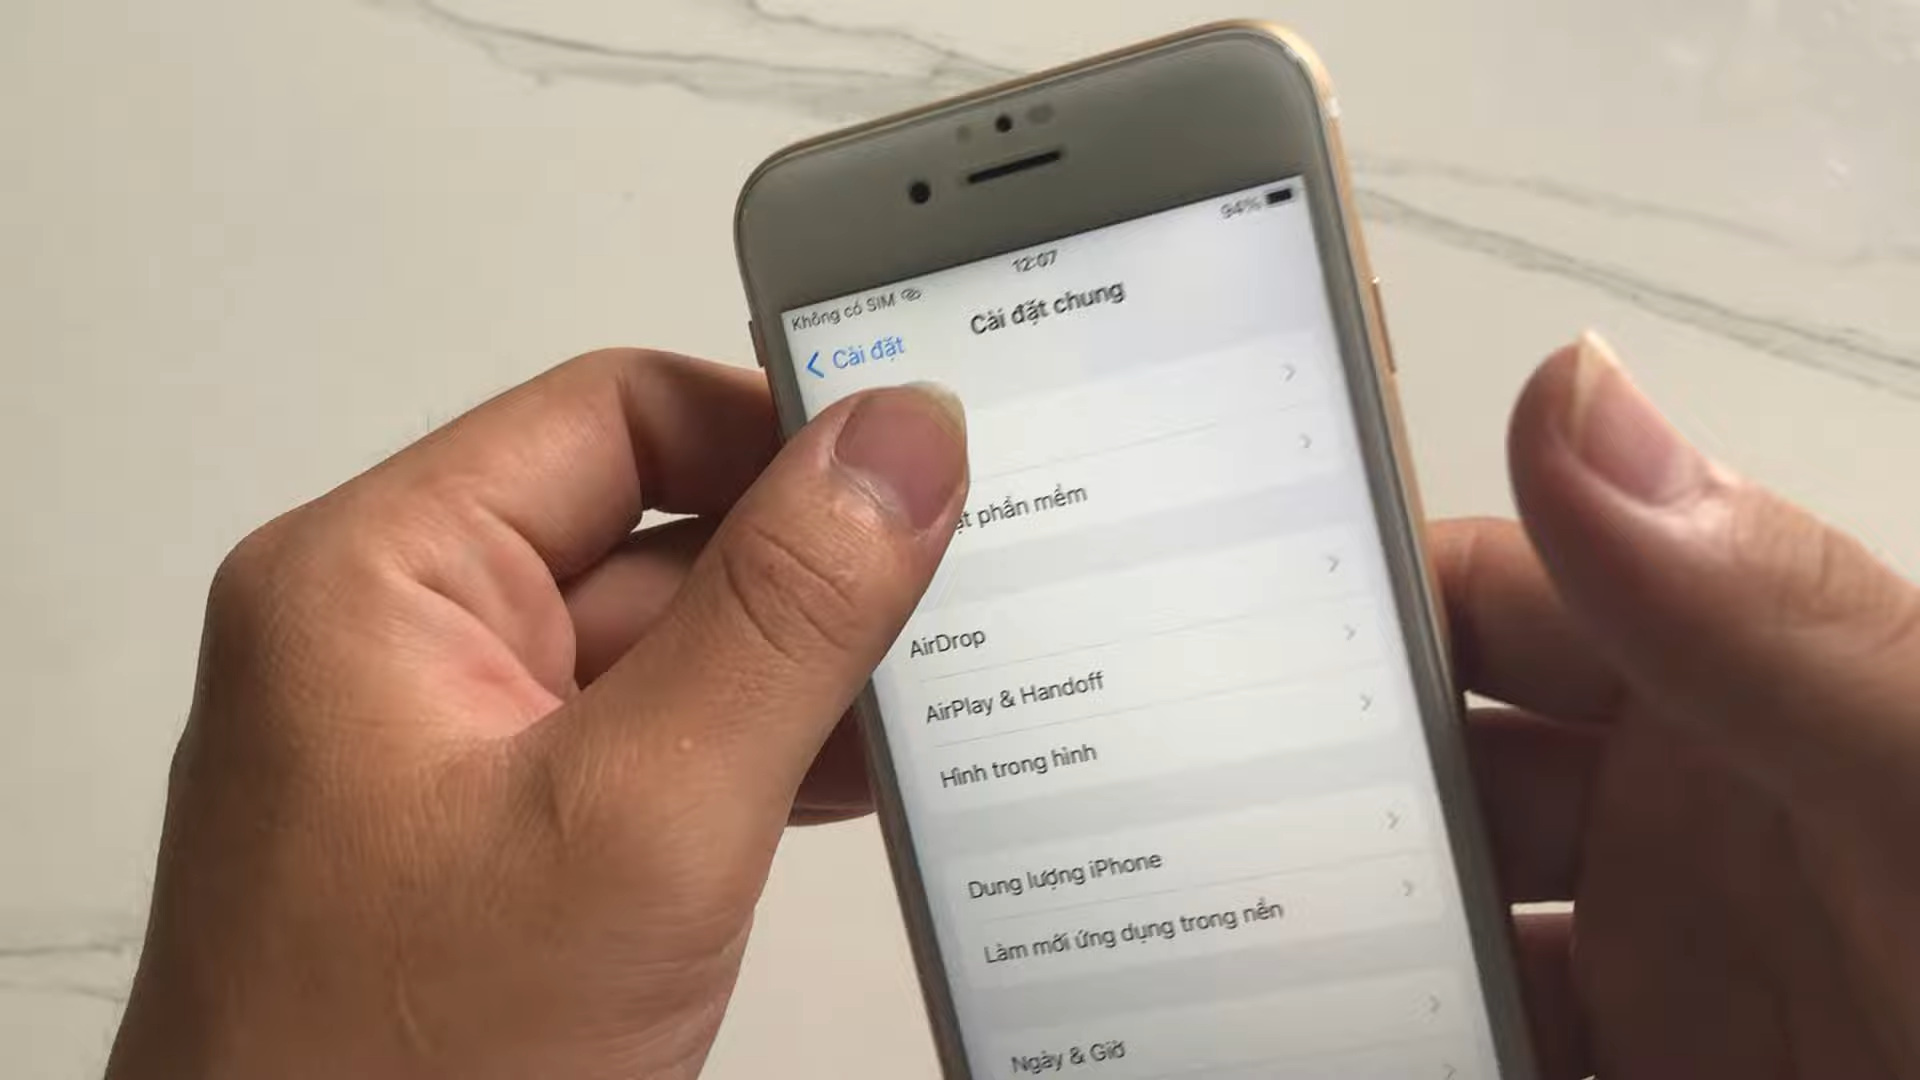 Không có SIM
12:07
94%
Cài đặt
Cài đặt chung
phần mềm
AirDrop
AirPlay & Handoff
Hình trong hình
Dung lượng iPhone
Làm mới ứng dụng trong nền
Ngày & Giờ